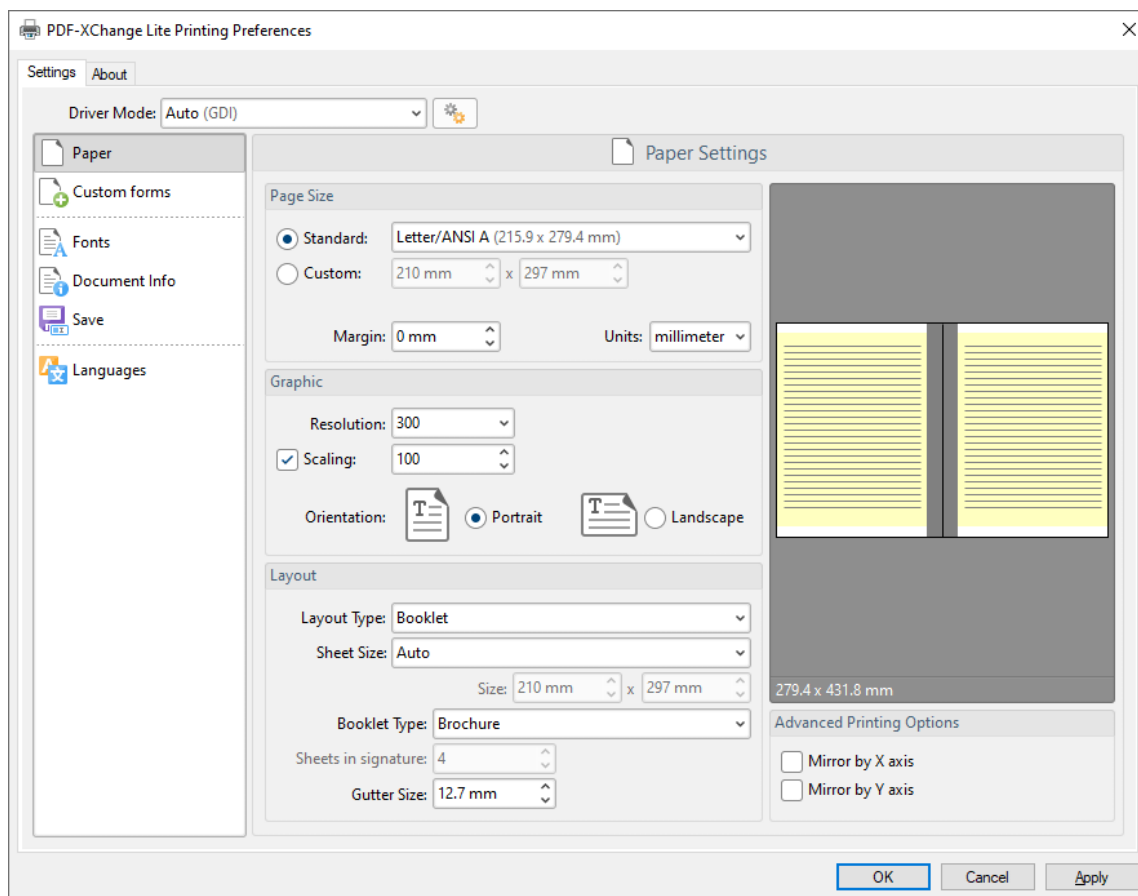 PDF-XChange Lite Printing Preferences
Settings
About
Driver Mode: Auto (GDI)
Paper
Custom forms
Fonts
Document Info
Save
Languages
Paper Settings
Page Size
Standard: Letter/ANSI A (215.9 x 279.4 mm)
Custom: 210 mm x 297 mm
Margin: 0 mm Units: millimeter
Graphic
Resolution: 300
Scaling: 100
Orientation: T Portrait T Landscape
Layout
Layout Type: Booklet
Sheet Size: Auto
Size: 210 mm x 297 mm
Booklet Type: Brochure
Sheets in signature: 4
Gutter Size: 12.7 mm
279.4 x 431.8 mm
Advanced Printing Options
Mirror by X axis
Mirror by Y axis
OK Cancel Apply